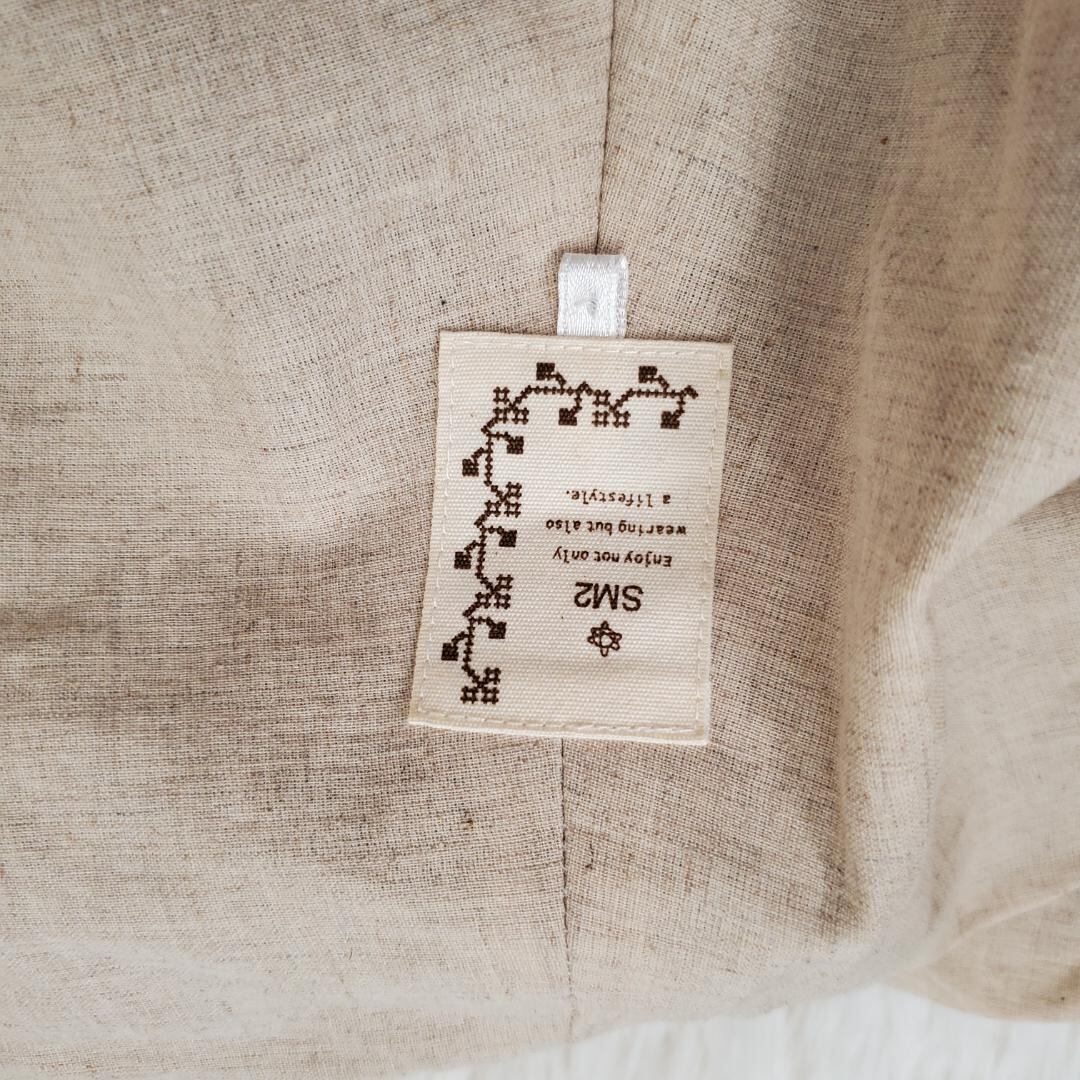 SM2
Enjoy not only
wearing but also
a lifestyle.